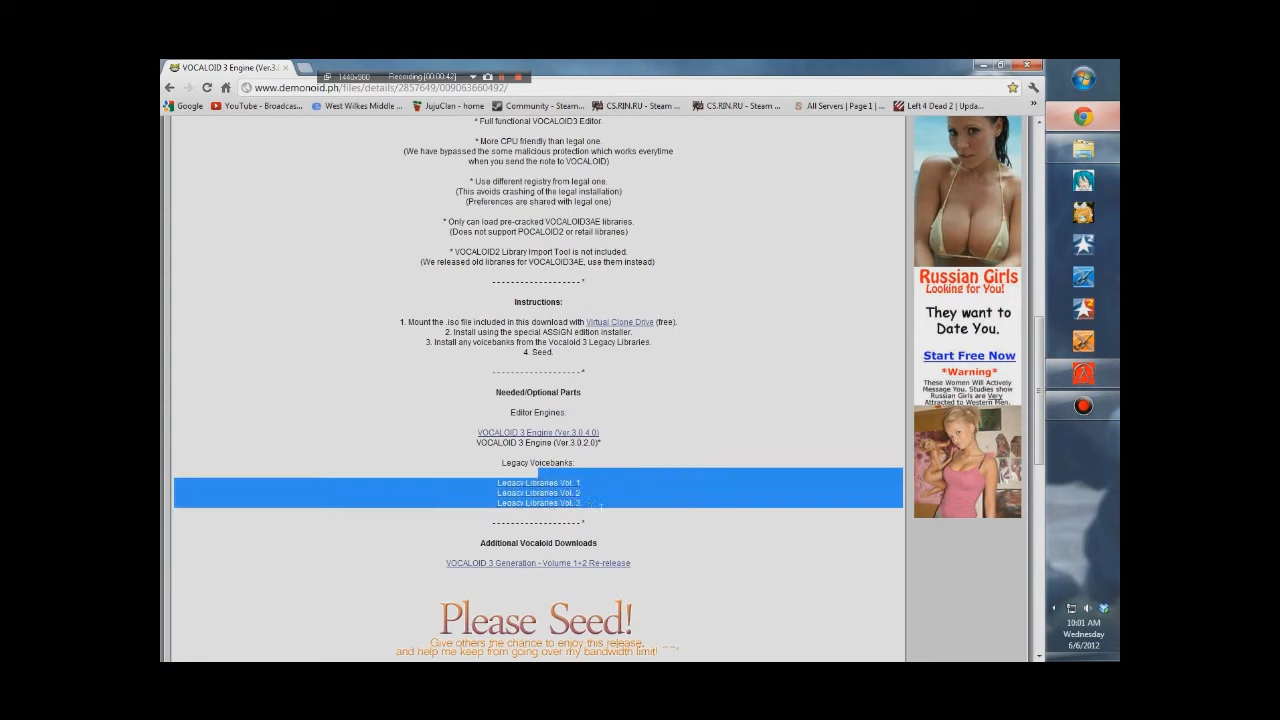 VOCALOID 3 Engine (Ver.3.0
1440x900
Recording [00:00:42]
www.demonoid.ph/files/details/2857649/009063660492/
Google
YouTube - Broadcas...
West Wilkes Middle ...
JujuClan - home
Community - Steam...
CS.RIN.RU - Steam ...
CS.RIN.RU - Steam ...
All Servers | Page 1 | ...
Left 4 Dead 2 | Upda...
* Full functional VOCALOID3 Editor.
* More CPU friendly than legal one.
(We have bypassed the some malicious protection which works everytime
when you send the note to VOCALOID)
* Use different registry from legal one.
(This avoids crashing of the legal installation)
(Preferences are shared with legal one)
* Only can load pre-cracked VOCALOID3AE libraries.
(Does not support POCALOID2 or retail libraries)
* VOCALOID2 Library Import Tool is not included.
(We released old libraries for VOCALOID3AE, use them instead)
- - - - - - - - - - - - - - - - - - - *
Instructions:
1. Mount the .iso file included in this download with Virtual Clone Drive (free).
2. Install using the special ASSiGN edition installer.
3. Install any voicebanks from the Vocaloid 3 Legacy Libraries.
4. Seed.
- - - - - - - - - - - - - - - - - - - *
Needed/Optional Parts
Editor Engines:
VOCALOID 3 Engine (Ver.3.0.4.0)
VOCALOID 3 Engine (Ver.3.0.2.0)*
Legacy Voicebanks:
Legacy Libraries Vol. 1
Legacy Libraries Vol. 2
Legacy Libraries Vol. 3
- - - - - - - - - - - - - - - - - - - *
Additional Vocaloid Downloads
VOCALOID 3 Generation - Volume 1+2 Re-release
Please Seed!
Give others the chance to enjoy this release,
and help me keep from going over my bandwidth limit! ^^
Russian Girls
Looking for You!
They want to
Date You.
Start Free Now
*Warning*
These Women Will Actively
Message You. Studies show
Russian Girls are Very
Attracted to Western Men.
10:01 AM
Wednesday
6/6/2012